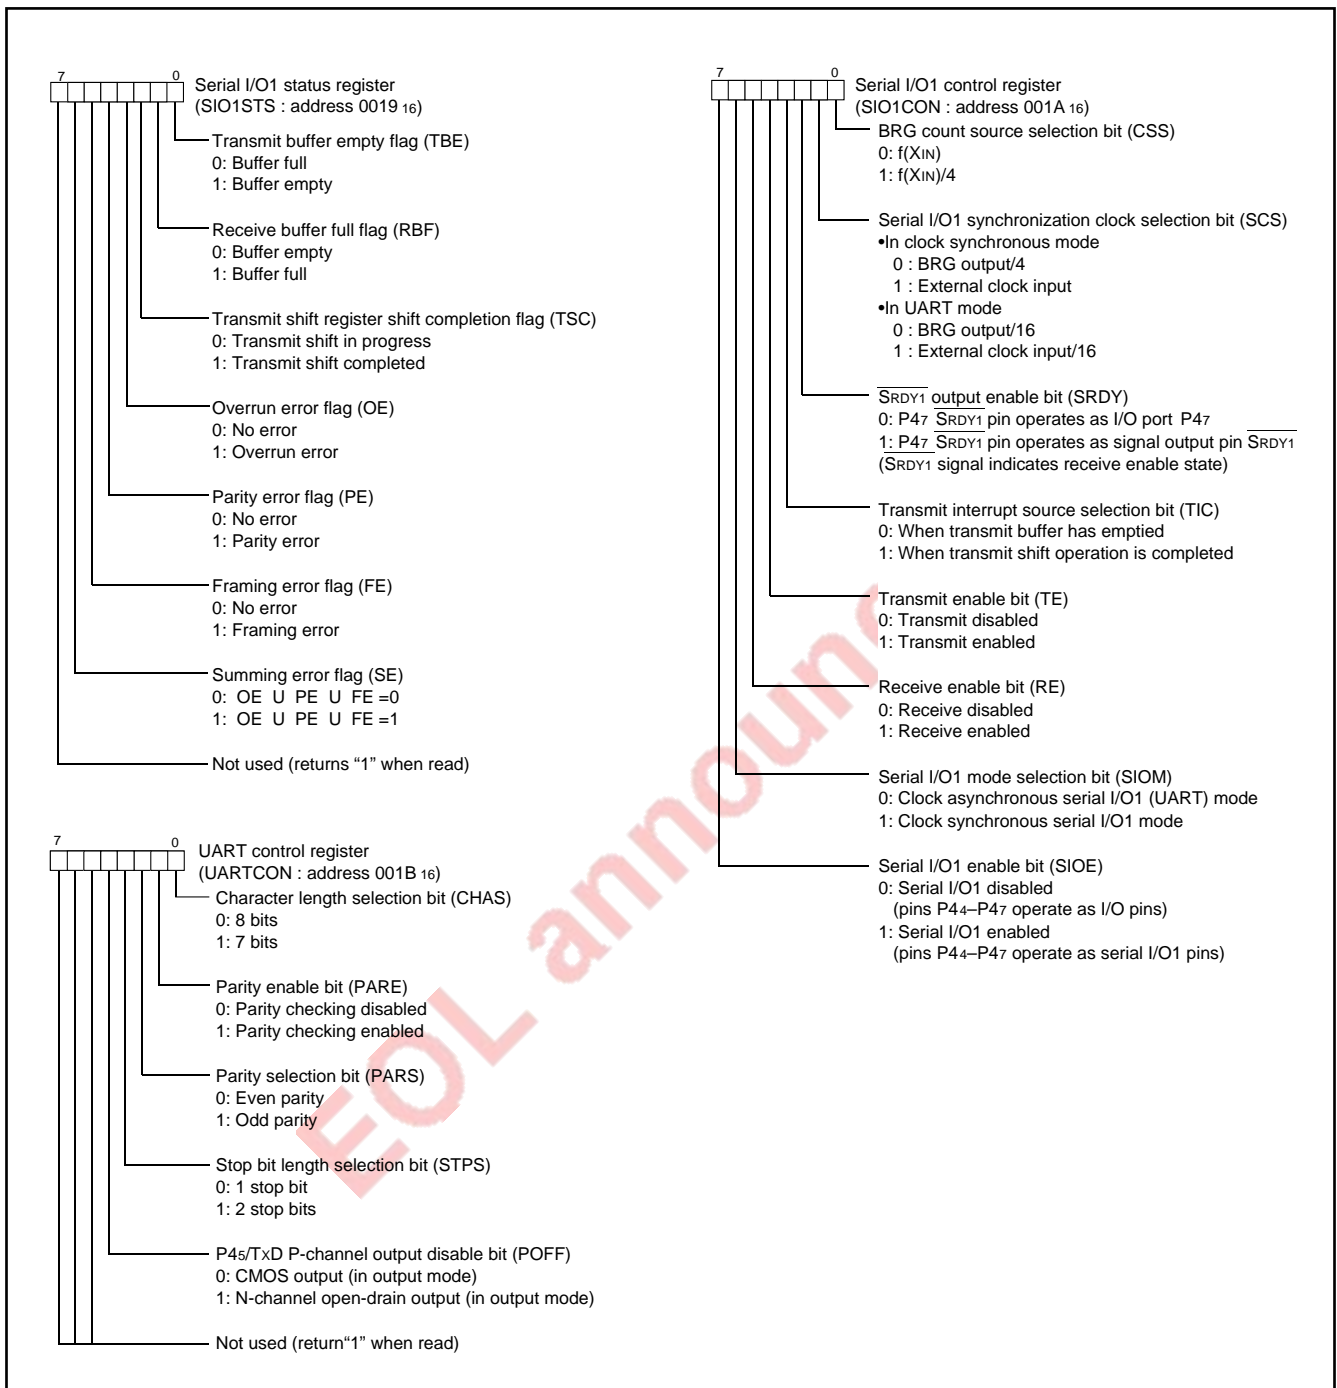 7 0
Serial I/O1 status register
(SIO1STS : address 0019 16)
Transmit buffer empty flag (TBE)
0: Buffer full
1: Buffer empty
Receive buffer full flag (RBF)
0: Buffer empty
1: Buffer full
Transmit shift register shift completion flag (TSC)
0: Transmit shift in progress
1: Transmit shift completed
Overrun error flag (OE)
0: No error
1: Overrun error
Parity error flag (PE)
0: No error
1: Parity error
Framing error flag (FE)
0: No error
1: Framing error
Summing error flag (SE)
0: OE U PE U FE =0
1: OE U PE U FE =1
Not used (returns “1” when read)
7 0
UART control register
(UARTCON : address 001B 16)
Character length selection bit (CHAS)
0: 8 bits
1: 7 bits
Parity enable bit (PARE)
0: Parity checking disabled
1: Parity checking enabled
Parity selection bit (PARS)
0: Even parity
1: Odd parity
Stop bit length selection bit (STPS)
0: 1 stop bit
1: 2 stop bits
P45/TXD P-channel output disable bit (POFF)
0: CMOS output (in output mode)
1: N-channel open-drain output (in output mode)
Not used (return“1” when read)
7 0
Serial I/O1 control register
(SIO1CON : address 001A 16)
BRG count source selection bit (CSS)
0: f(XIN)
1: f(XIN)/4
Serial I/O1 synchronization clock selection bit (SCS)
•In clock synchronous mode
0 : BRG output/4
1 : External clock input
•In UART mode
0 : BRG output/16
1 : External clock input/16
SRDY1 output enable bit (SRDY)
0: P47 SRDY1 pin operates as I/O port P47
1: P47 SRDY1 pin operates as signal output pin SRDY1
(SRDY1 signal indicates receive enable state)
Transmit interrupt source selection bit (TIC)
0: When transmit buffer has emptied
1: When transmit shift operation is completed
Transmit enable bit (TE)
0: Transmit disabled
1: Transmit enabled
Receive enable bit (RE)
0: Receive disabled
1: Receive enabled
Serial I/O1 mode selection bit (SIOM)
0: Clock asynchronous serial I/O1 (UART) mode
1: Clock synchronous serial I/O1 mode
Serial I/O1 enable bit (SIOE)
0: Serial I/O1 disabled
(pins P44–P47 operate as I/O pins)
1: Serial I/O1 enabled
(pins P44–P47 operate as serial I/O1 pins)
EOL announc